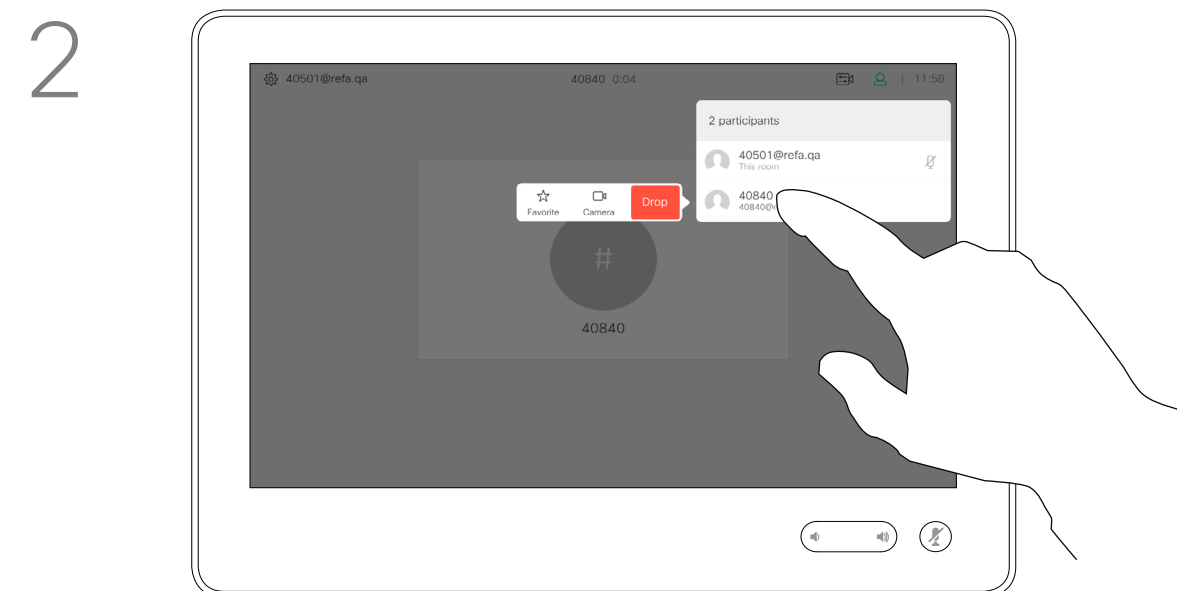 2
40501@refa.qa
40840 0:04
| 11:58
2 participants
40501@refa.qa
This room
40840
Favorite
Camera
Drop
#
40840